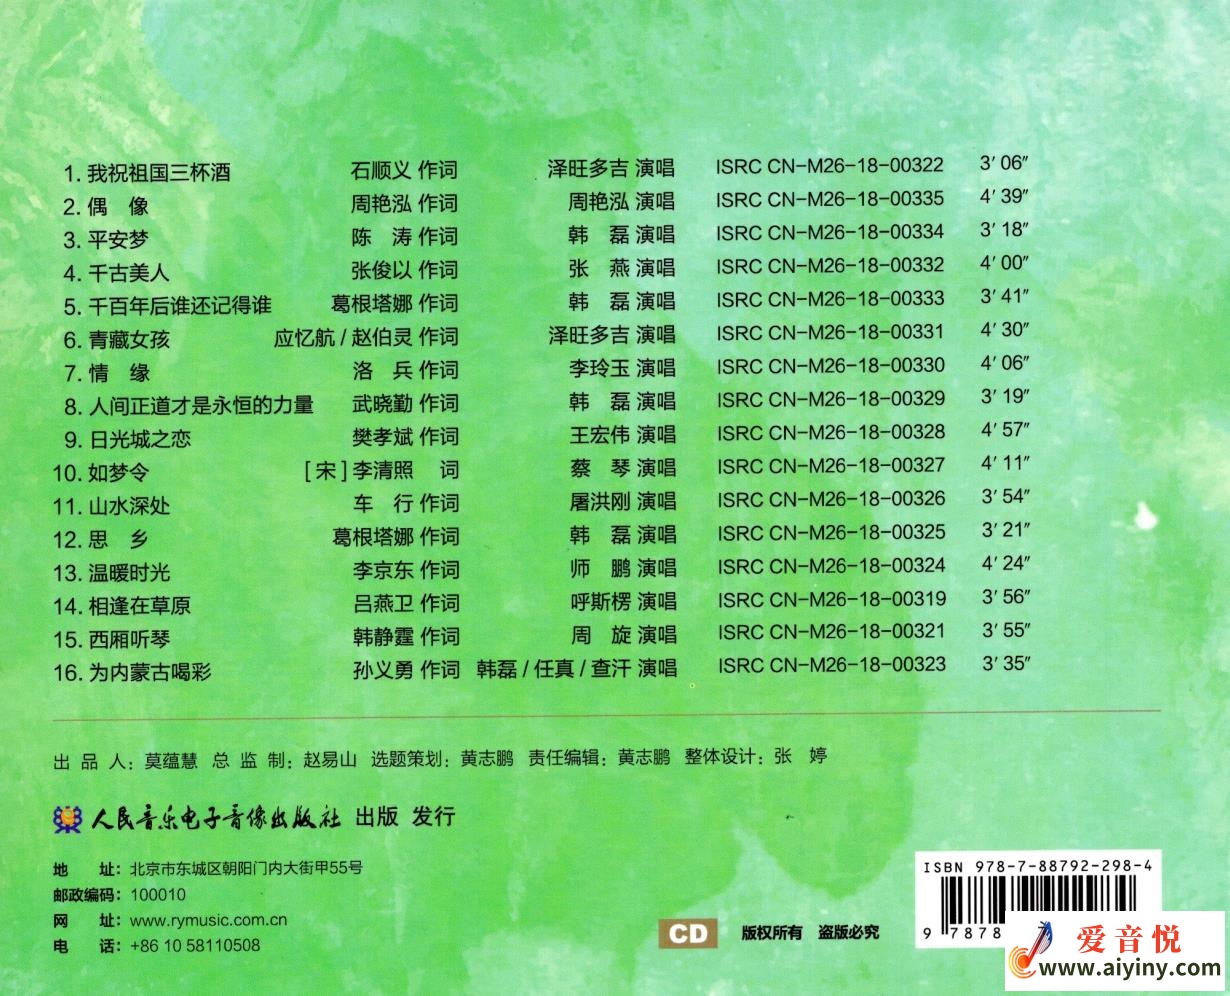 1. 我祝祖国三杯酒 石顺义 作词 泽旺多吉 演唱 ISRC CN-M26-18-00322 3′ 06″
2. 偶 像 周艳泓 作词 周艳泓 演唱 ISRC CN-M26-18-00335 4′ 39″
3. 平安梦 陈 涛 作词 韩 磊 演唱 ISRC CN-M26-18-00334 3′ 18″
4. 千古美人 张俊以 作词 张 燕 演唱 ISRC CN-M26-18-00332 4′ 00″
5. 千百年后谁还记得谁 葛根塔娜 作词 韩 磊 演唱 ISRC CN-M26-18-00333 3′ 41″
6. 青藏女孩 应忆航 / 赵伯灵 作词 泽旺多吉 演唱 ISRC CN-M26-18-00331 4′ 30″
7. 情 缘 洛 兵 作词 李玲玉 演唱 ISRC CN-M26-18-00330 4′ 06″
8. 人间正道才是永恒的力量 武晓勤 作词 韩 磊 演唱 ISRC CN-M26-18-00329 3′ 19″
9. 日光城之恋 樊孝斌 作词 王宏伟 演唱 ISRC CN-M26-18-00328 4′ 57″
10. 如梦令 [ 宋 ] 李清照 词 蔡 琴 演唱 ISRC CN-M26-18-00327 4′ 11″
11. 山水深处 车 行 作词 屠洪刚 演唱 ISRC CN-M26-18-00326 3′ 54″
12. 思 乡 葛根塔娜 作词 韩 磊 演唱 ISRC CN-M26-18-00325 3′ 21″
13. 温暖时光 李京东 作词 师 鹏 演唱 ISRC CN-M26-18-00324 4′ 24″
14. 相逢在草原 吕燕卫 作词 呼斯楞 演唱 ISRC CN-M26-18-00319 3′ 56″
15. 西厢听琴 韩静霆 作词 周 旋 演唱 ISRC CN-M26-18-00321 3′ 55″
16. 为内蒙古喝彩 孙义勇 作词 韩磊 / 任真 / 查汗 演唱 ISRC CN-M26-18-00323 3′ 35″
出 品 人：莫蕴慧 总 监 制：赵易山 选题策划：黄志鹏 责任编辑：黄志鹏 整体设计：张 婷
人民音乐电子音像出版社 出版 发行
地 址：北京市东城区朝阳门内大街甲55号
邮政编码：100010
网 址：www.rymusic.com.cn
电 话：+86 10 58110508
CD 版权所有 盗版必究
ISBN 978-7-88792-298-4
9 7878
爱音悦
www.aiyiny.com